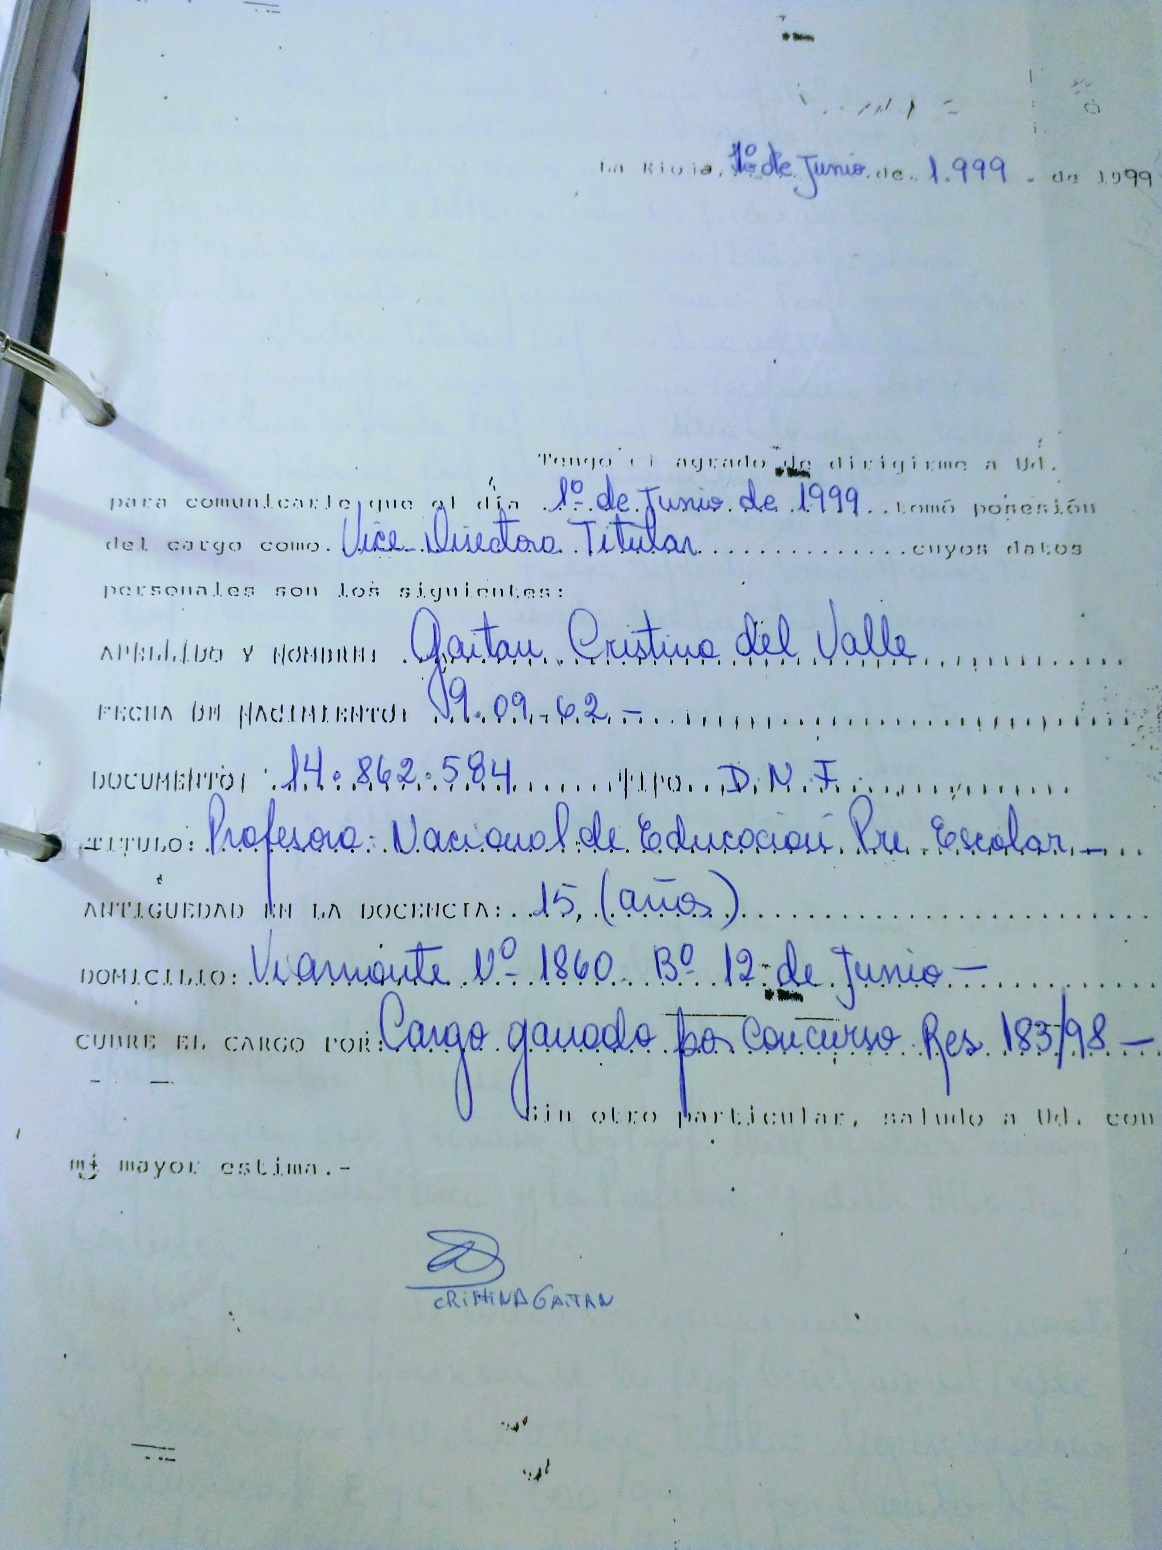 La Rioja, 1º de Junio de 1.999 - de 1999
Tengo el agrado de dirigirme a Ud.
para comunicarle que el día 1º de Junio de 1999 tomó posesión
del cargo como Vice Directora Titular cuyos datos
personales son los siguientes:
APELLIDO Y NOMBRE: Gaitan Cristina del Valle
FECHA DE NACIMIENTO: 19.09.62 -
DOCUMENTO: 14.862.584 TIPO D.N.I.
TITULO: Profesora Nacional de Educación Pre Escolar -
ANTIGUEDAD EN LA DOCENCIA: 15 (años)
DOMICILIO: Viamonte Nº 1860 Bº 12 de Junio -
CUBRE EL CARGO POR: Cargo ganado por Concurso Res. 183/98 -
Sin otro particular, saludo a Ud. con
mi mayor estima.-
CRISTINA GAITAN